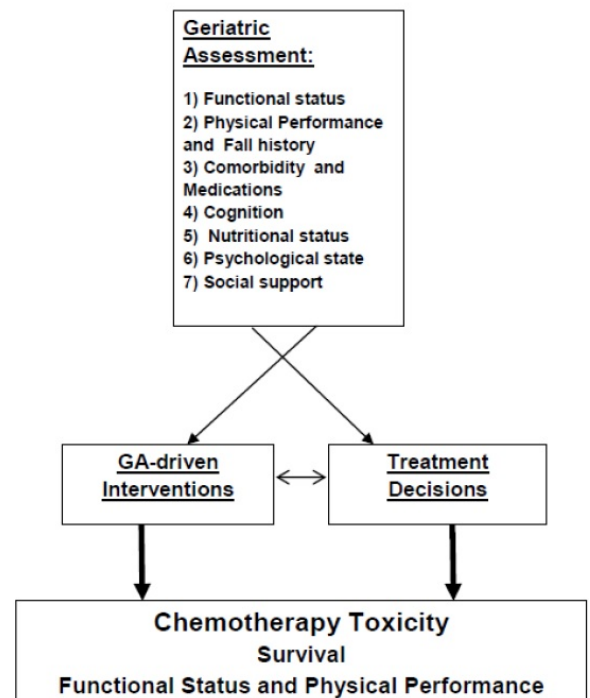 Geriatric
Assessment:
1) Functional status
2) Physical Performance
and Fall history
3) Comorbidity and
Medications
4) Cognition
5) Nutritional status
6) Psychological state
7) Social support
GA-driven
Interventions
Treatment
Decisions
Chemotherapy Toxicity
Survival
Functional Status and Physical Performance